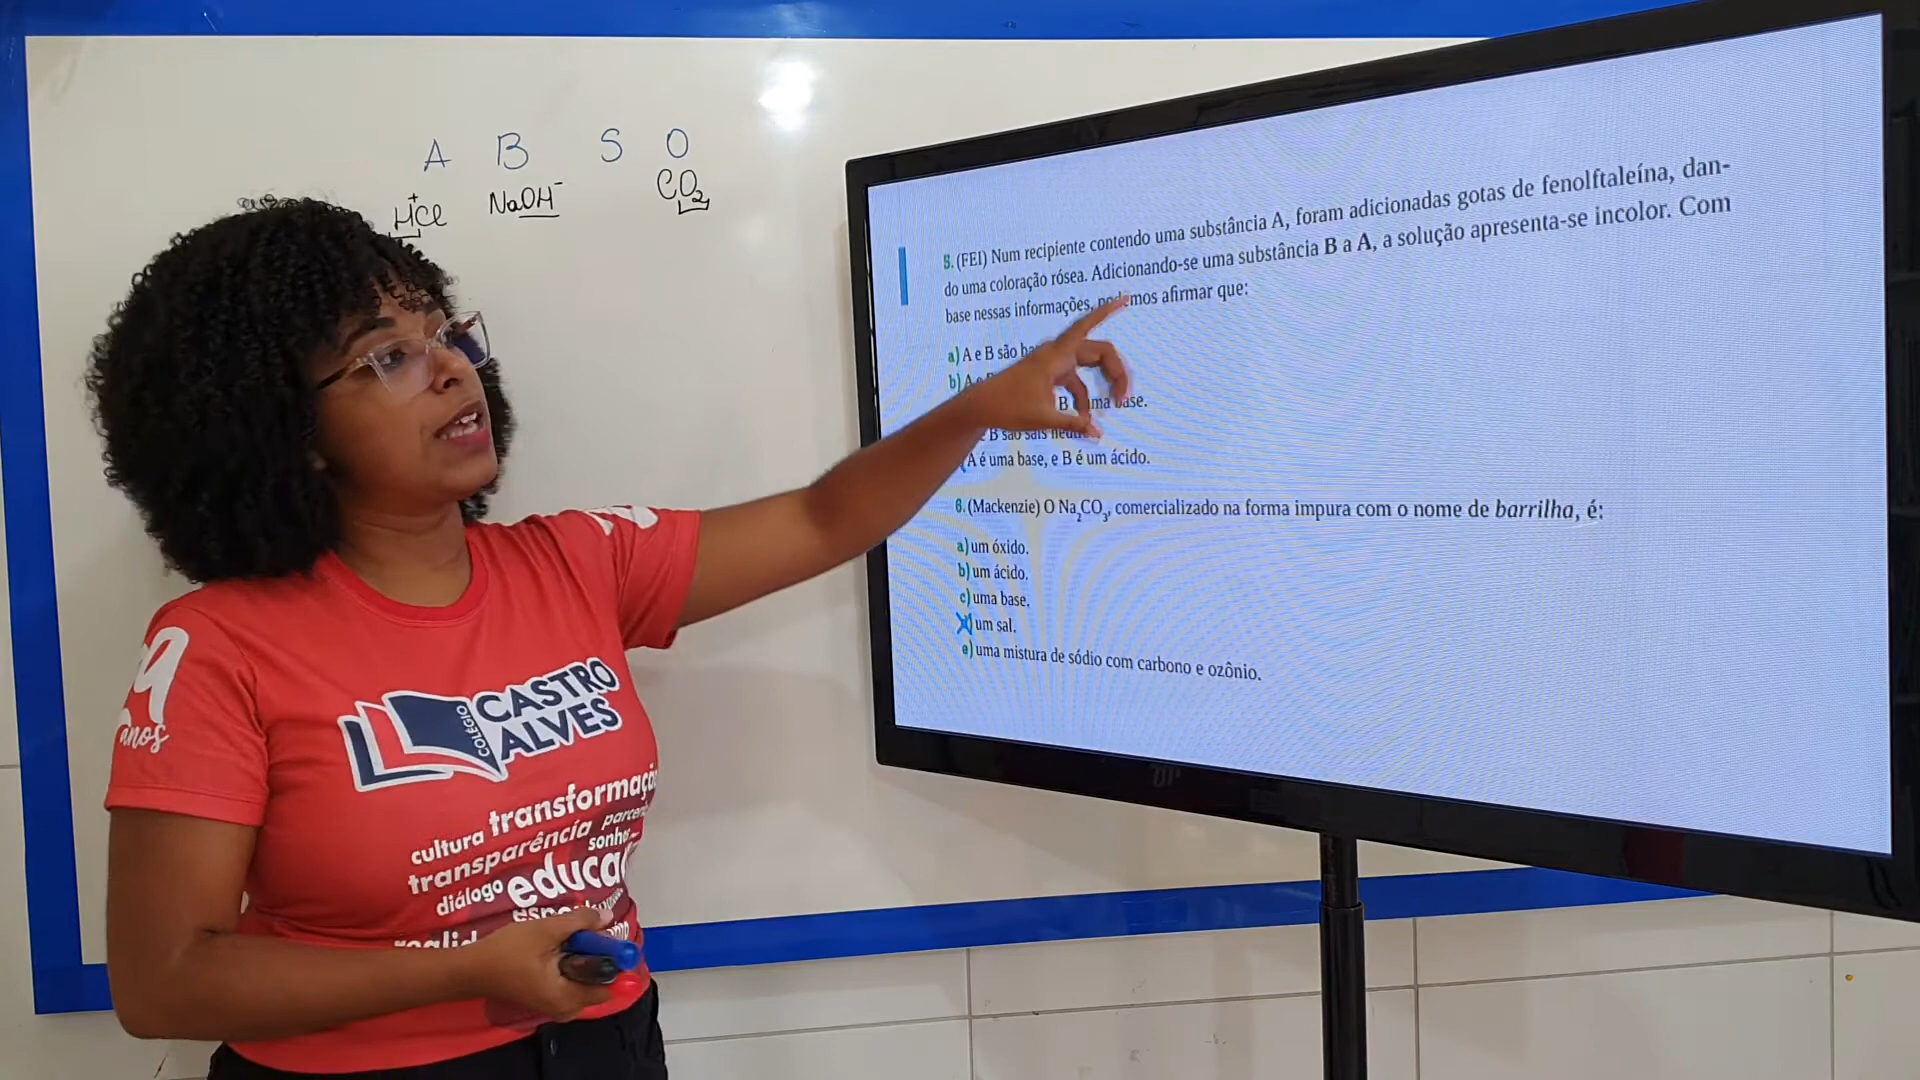 A B S O
H+Cl NaOH- CO2
5. (FEI) Num recipiente contendo uma substância A, foram adicionadas gotas de fenolftaleína, dan-
do uma coloração rósea. Adicionando-se uma substância B a A, a solução apresenta-se incolor. Com
base nessas informações, podemos afirmar que:
a) A e B são
b) A e
B uma base.
e B são sais
A é uma base, e B é um ácido.
6. (Mackenzie) O Na2CO3, comercializado na forma impura com o nome de barrilha, é:
a) um óxido.
b) um ácido.
c) uma base.
um sal.
e) uma mistura de sódio com carbono e ozônio.
COLÉGIO
CASTRO
ALVES
cultura transformação
transparência
sonho
diálogo
9
anos